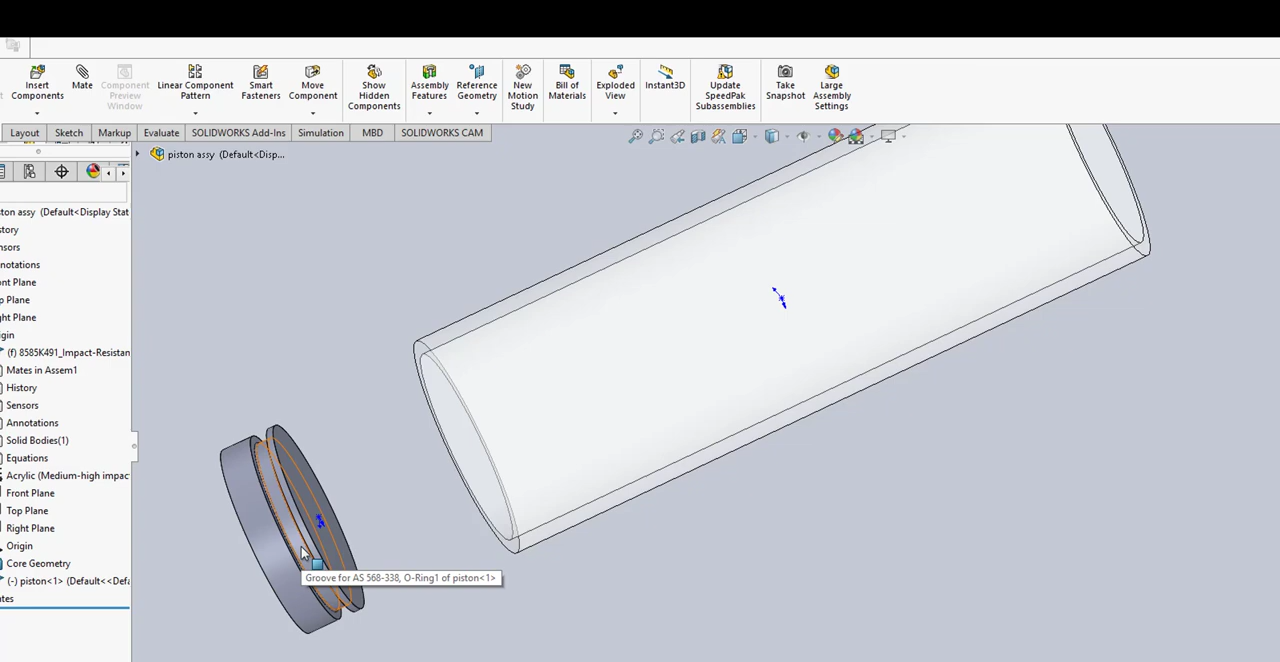 Insert Components
Mate
Component Preview Window
Linear Component Pattern
Smart Fasteners
Move Component
Show Hidden Components
Assembly Features
Reference Geometry
New Motion Study
Bill of Materials
Exploded View
Instant3D
Update SpeedPak Subassemblies
Take Snapshot
Large Assembly Settings
Layout
Sketch
Markup
Evaluate
SOLIDWORKS Add-Ins
Simulation
MBD
SOLIDWORKS CAM
piston assy (Default<Disp...
ston assy (Default<Display Stat
story
nsors
notations
ont Plane
p Plane
ght Plane
igin
(f) 8585K491_Impact-Resistan
Mates in Assem1
History
Sensors
Annotations
Solid Bodies(1)
Equations
Acrylic (Medium-high impac
Front Plane
Top Plane
Right Plane
Origin
Core Geometry
(-) piston<1> (Default<<Defa
ates
Groove for AS 568-338, O-Ring1 of piston<1>